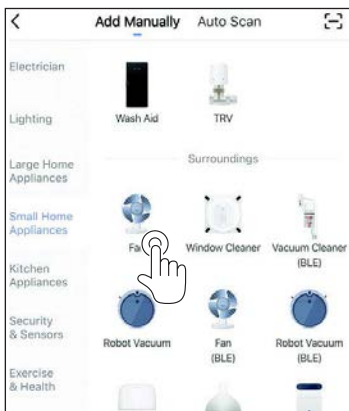 Add Manually Auto Scan
Electrician
Lighting
Large Home
Appliances
Small Home
Appliances
Kitchen
Appliances
Security
& Sensors
Exercise
& Health
Wash Aid TRV
Surroundings
Fa Window Cleaner Vacuum Cleaner
(BLE)
Robot Vacuum Fan Robot Vacuum
(BLE) (BLE)